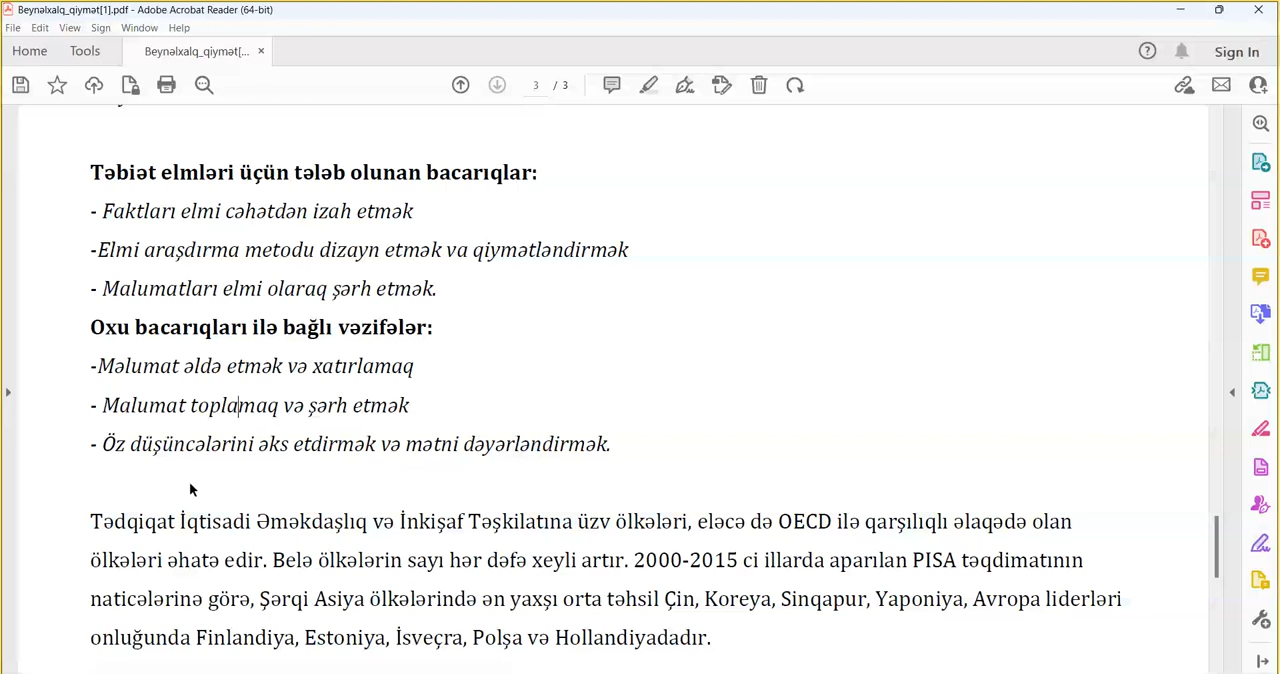 Beynəlxalq_qiymət[1].pdf - Adobe Acrobat Reader (64-bit)
File Edit View Sign Window Help
Home Tools Beynəlxalq_qiymət[... × Sign In
3 / 3
Təbiət elmləri üçün tələb olunan bacarıqlar:
- Faktları elmi cəhətdən izah etmək
-Elmi araşdırma metodu dizayn etmək va qiymətləndirmək
- Malumatları elmi olaraq şərh etmək.
Oxu bacarıqları ilə bağlı vəzifələr:
-Məlumat əldə etmək və xatırlamaq
- Malumat toplamaq və şərh etmək
- Öz düşüncələrini əks etdirmək və mətni dəyərləndirmək.
Tədqiqat İqtisadi Əməkdaşlıq və İnkişaf Təşkilatına üzv ölkələri, eləcə də OECD ilə qarşılıqlı əlaqədə olan
ölkələri əhatə edir. Belə ölkələrin sayı hər dəfə xeyli artır. 2000-2015 ci illarda aparılan PISA təqdimatının
naticələrinə görə, Şərqi Asiya ölkələrində ən yaxşı orta təhsil Çin, Koreya, Sinqapur, Yaponiya, Avropa liderləri
onluğunda Finlandiya, Estoniya, İsveçra, Polşa və Hollandiyadadır.